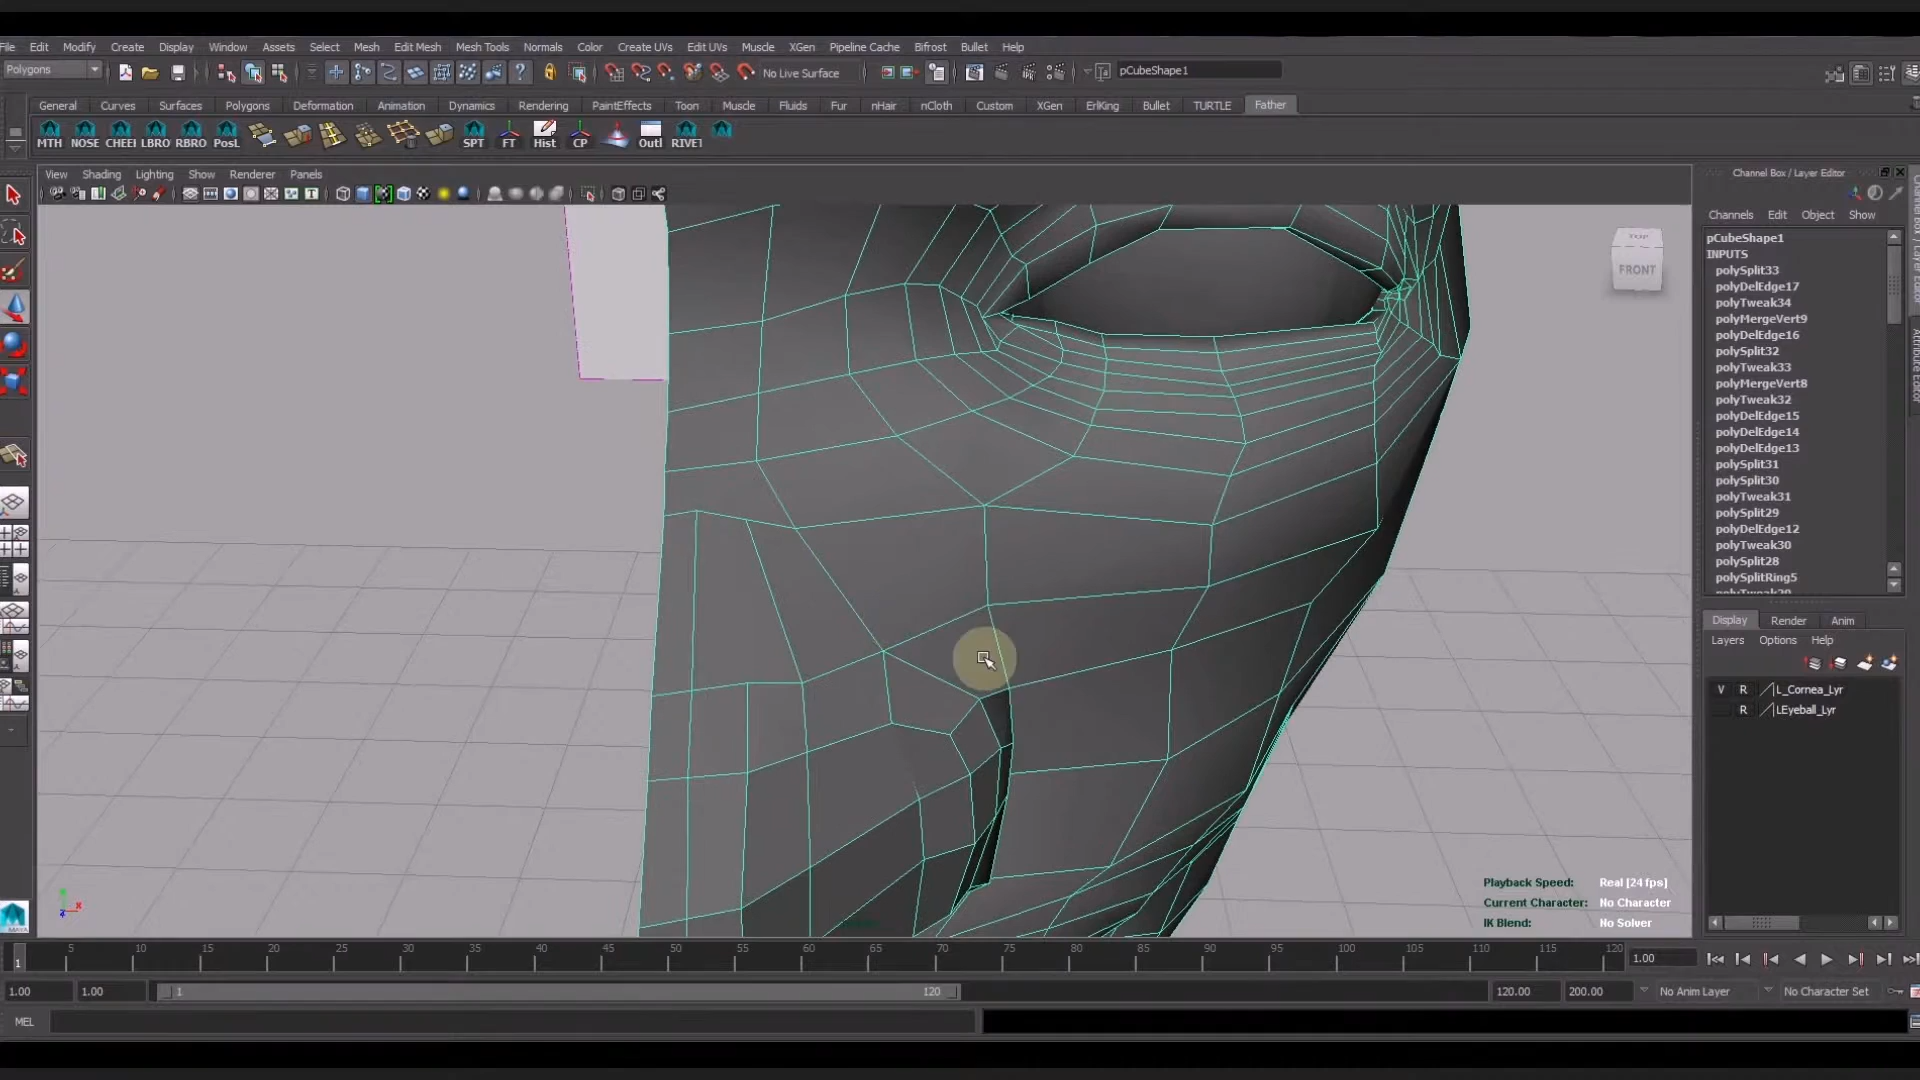 File Edit Modify Create Display Window Assets Select Mesh Edit Mesh Mesh Tools Normals Color Create UVs Edit UVs Muscle XGen Pipeline Cache Bifrost Bullet Help
Polygons
No Live Surface
pCubeShape1
General Curves Surfaces Polygons Deformation Animation Dynamics Rendering PaintEffects Toon Muscle Fluids Fur nHair nCloth Custom XGen ErlKing Bullet TURTLE Father
MTH NOSE CHEEI LBRO RBRO PosL SPT FT Hist CP Outl RIVET
View Shading Lighting Show Renderer Panels
FRONT
Channel Box / Layer Editor
Channels Edit Object Show
pCubeShape1
INPUTS
polySplit33
polyDelEdge17
polyTweak34
polyMergeVert9
polyDelEdge16
polySplit32
polyTweak33
polyMergeVert8
polyTweak32
polyDelEdge15
polyDelEdge14
polyDelEdge13
polySplit31
polySplit30
polyTweak31
polySplit29
polyDelEdge12
polyTweak30
polySplit28
polySplitRing5
Channel Box / Layer Editor
Attribute Editor
Display Render Anim
Layers Options Help
V R L_Cornea_Lyr
R LEyeball_Lyr
Playback Speed: Real [24 fps]
Current Character: No Character
IK Blend: No Solver
1 5 10 15 20 25 30 35 40 45 50 55 60 65 70 75 80 85 90 95 100 105 110 115 120
1.00
1.00 1.00 1 120 120.00 200.00 No Anim Layer No Character Set
MEL